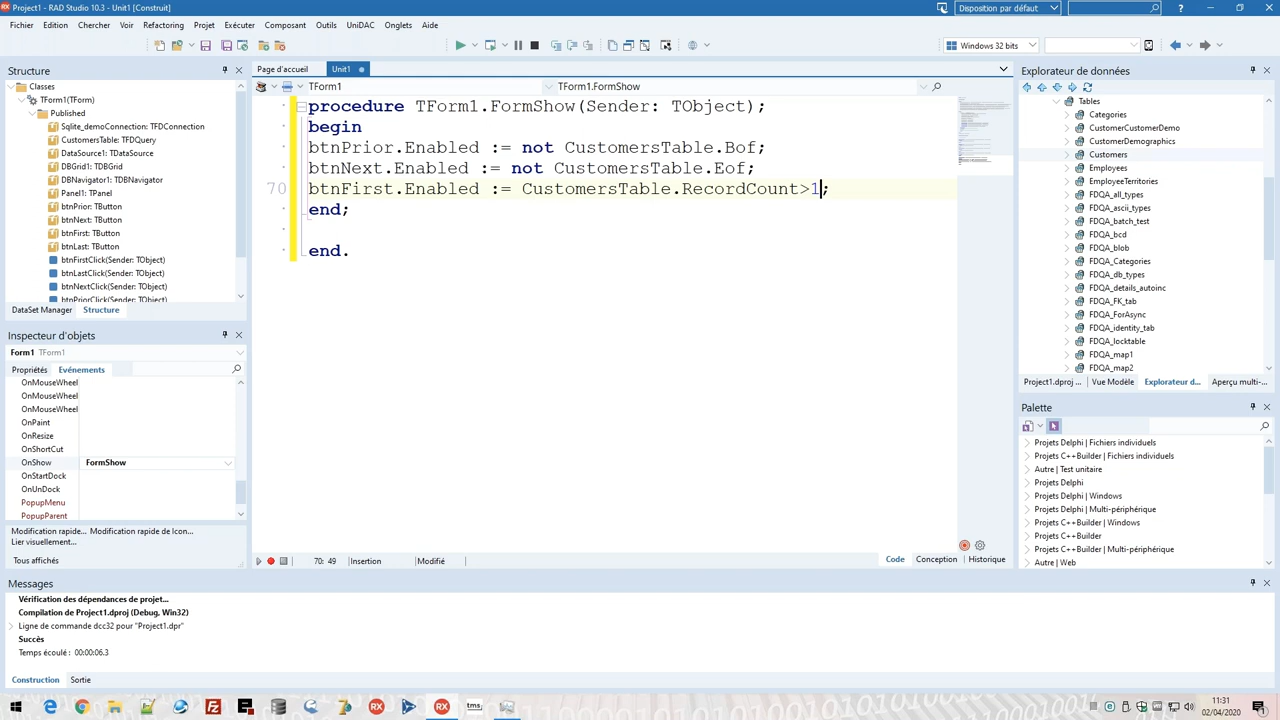 Project1 - RAD Studio 10.3 - Unit1 [Construit]
Disposition par défaut
Fichier Edition Chercher Voir Refactoring Projet Exécuter Composant Outils UniDAC Onglets Aide
Windows 32 bits
Structure
Classes
TForm1(TForm)
Published
Sqlite_demoConnection: TFDConnection
CustomersTable: TFDQuery
DataSource1: TDataSource
DBGrid1: TDBGrid
DBNavigator1: TDBNavigator
Panel1: TPanel
btnPrior: TButton
btnNext: TButton
btnFirst: TButton
btnLast: TButton
btnFirstClick(Sender: TObject)
btnLastClick(Sender: TObject)
btnNextClick(Sender: TObject)
btnPriorClick(Sender: TObject)
DataSet Manager Structure
Inspecteur d'objets
Form1 TForm1
Propriétés Evénements
OnMouseWheel
OnMouseWheel
OnMouseWheel
OnPaint
OnResize
OnShortCut
OnShow FormShow
OnStartDock
OnUnDock
PopupMenu
PopupParent
Modification rapide... Modification rapide de Icon...
Lier visuellement...
Tous affichés
Page d'accueil Unit1
TForm1 TForm1.FormShow
procedure TForm1.FormShow(Sender: TObject);
begin
btnPrior.Enabled := not CustomersTable.Bof;
btnNext.Enabled := not CustomersTable.Eof;
70 btnFirst.Enabled := CustomersTable.RecordCount>1;
end;
end.
70: 49 Insertion Modifié
Code Conception Historique
Explorateur de données
Tables
Categories
CustomerCustomerDemo
CustomerDemographics
Customers
Employees
EmployeeTerritories
FDQA_all_types
FDQA_ascii_types
FDQA_batch_test
FDQA_bcd
FDQA_blob
FDQA_Categories
FDQA_db_types
FDQA_details_autoinc
FDQA_FK_tab
FDQA_ForAsync
FDQA_identity_tab
FDQA_locktable
FDQA_map1
FDQA_map2
Project1.dproj ... Vue Modèle Explorateur d... Aperçu multi-...
Palette
Projets Delphi | Fichiers individuels
Projets C++Builder | Fichiers individuels
Autre | Test unitaire
Projets Delphi
Projets Delphi | Windows
Projets Delphi | Multi-périphérique
Projets C++Builder | Windows
Projets C++Builder
Projets C++Builder | Multi-périphérique
Autre | Web
Messages
Vérification des dépendances de projet...
Compilation de Project1.dproj (Debug, Win32)
Ligne de commande dcc32 pour "Project1.dpr"
Succès
Temps écoulé : 00:00:06.3
Construction Sortie
tms
11:31
02/04/2020